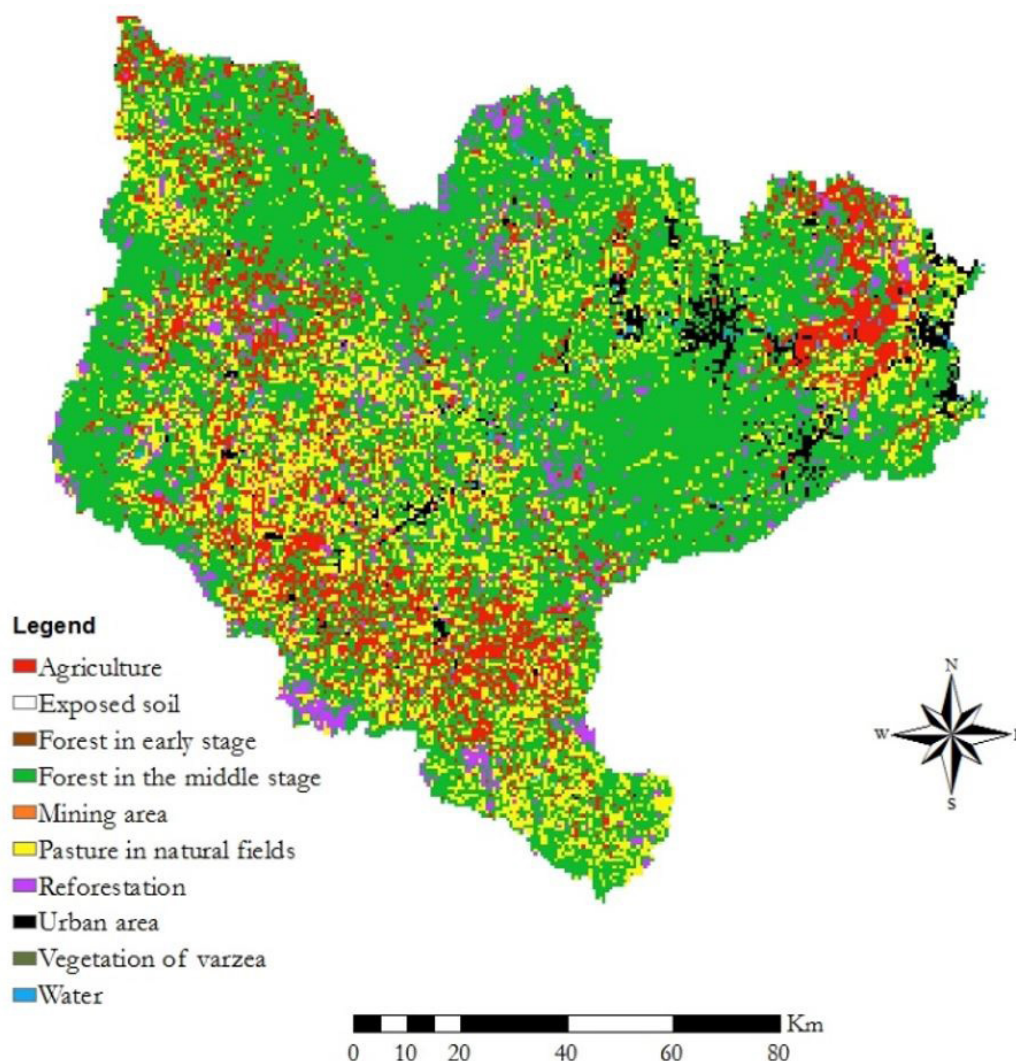 Legend
Agriculture
Exposed soil
Forest in early stage
Forest in the middle stage
Mining area
Pasture in natural fields
Reforestation
Urban area
Vegetation of varzea
Water
N
W
S
Km
0 10 20 40 60 80